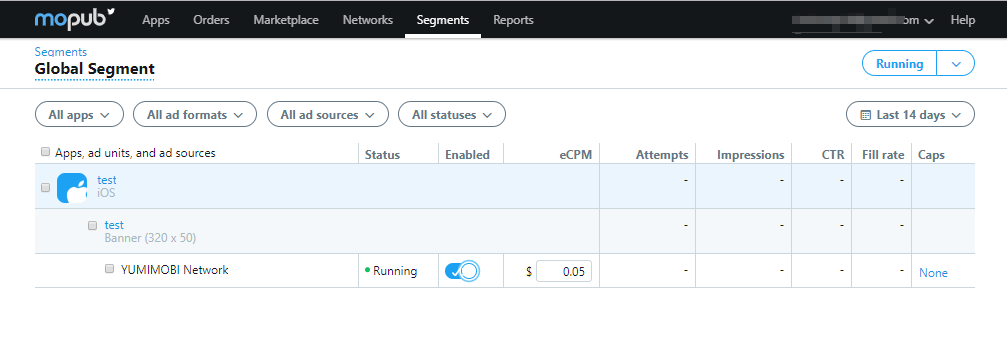 mopub Apps Orders Marketplace Networks Segments Reports om Help
Segments
Global Segment Running
All apps All ad formats All ad sources All statuses Last 14 days
Apps, ad units, and ad sources Status Enabled eCPM Attempts Impressions CTR Fill rate Caps
test - - - - 
iOS
test - - - - 
Banner (320 x 50)
YUMIMOBI Network Running $ 0.05 - - - - None